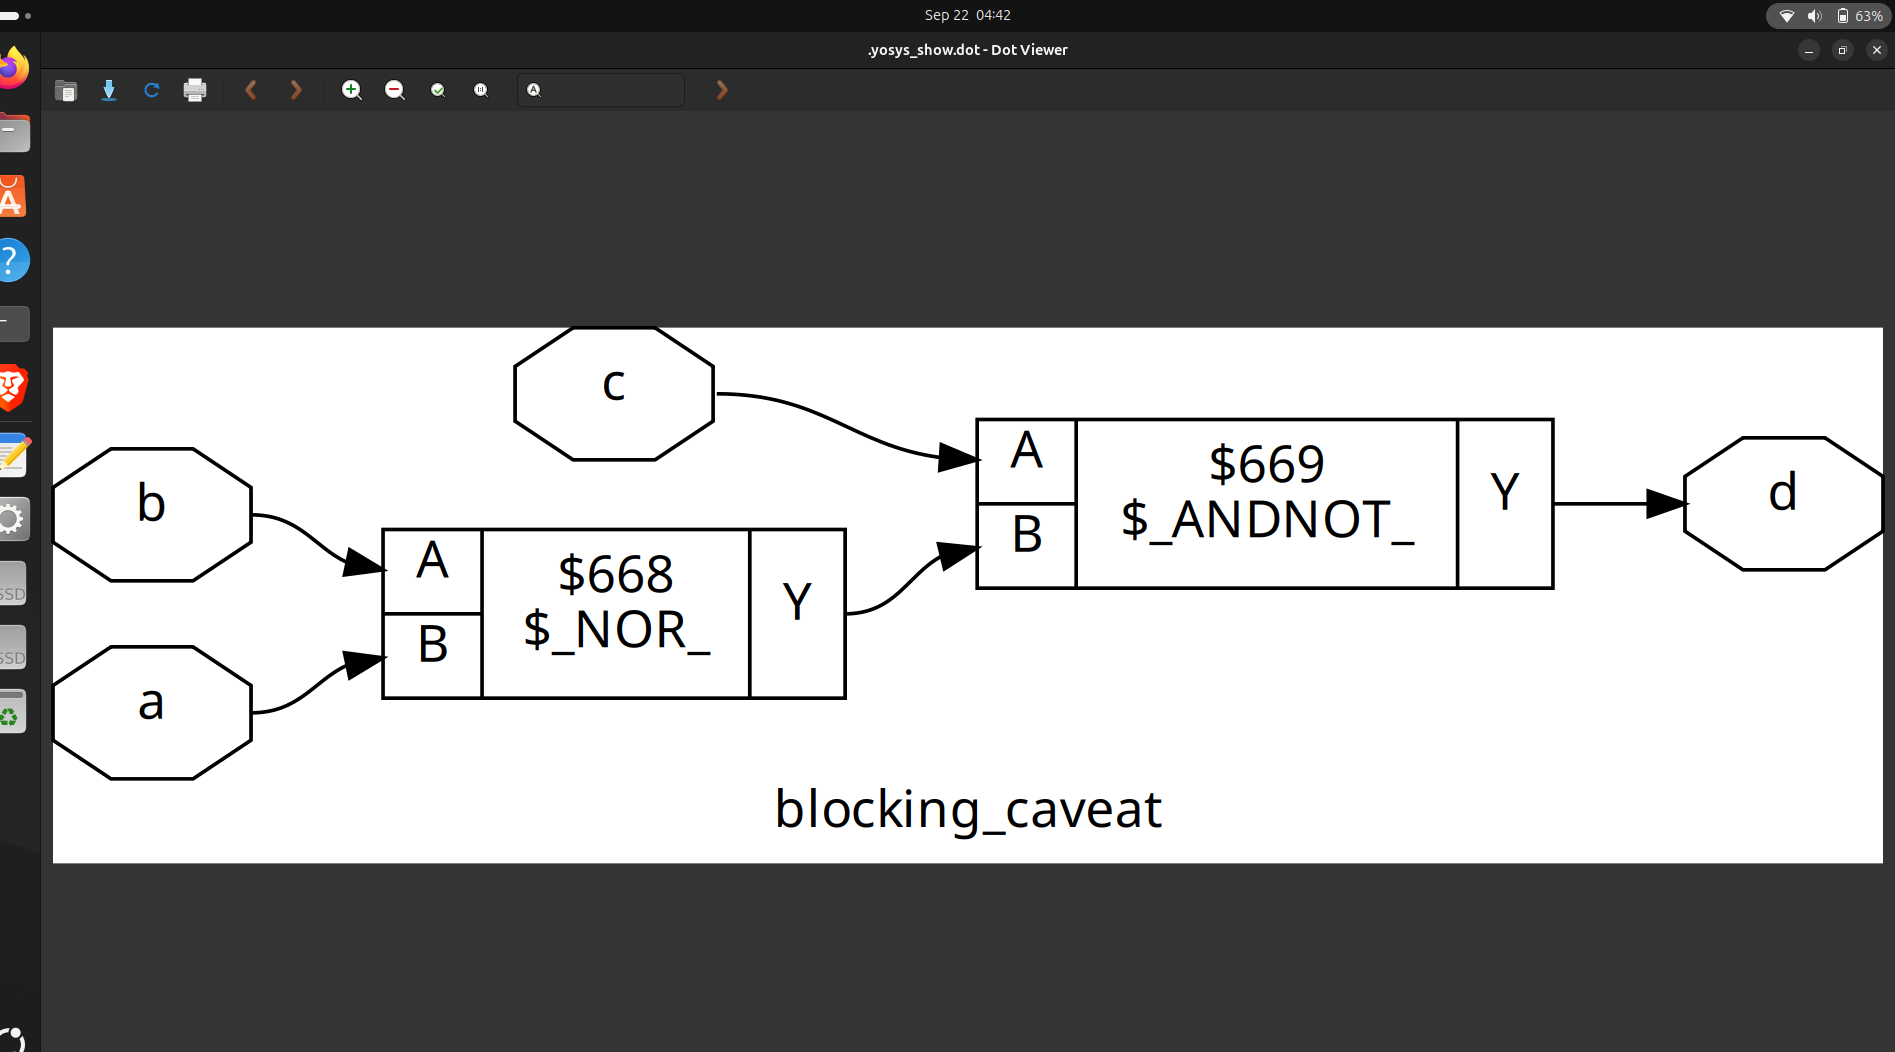 Sep 22 04:42
63%
.yosys_show.dot - Dot Viewer
c
b
a
A
B
$668
$_NOR_
Y
A
B
$669
$_ANDNOT_
Y
d
blocking_caveat
SSD
SSD